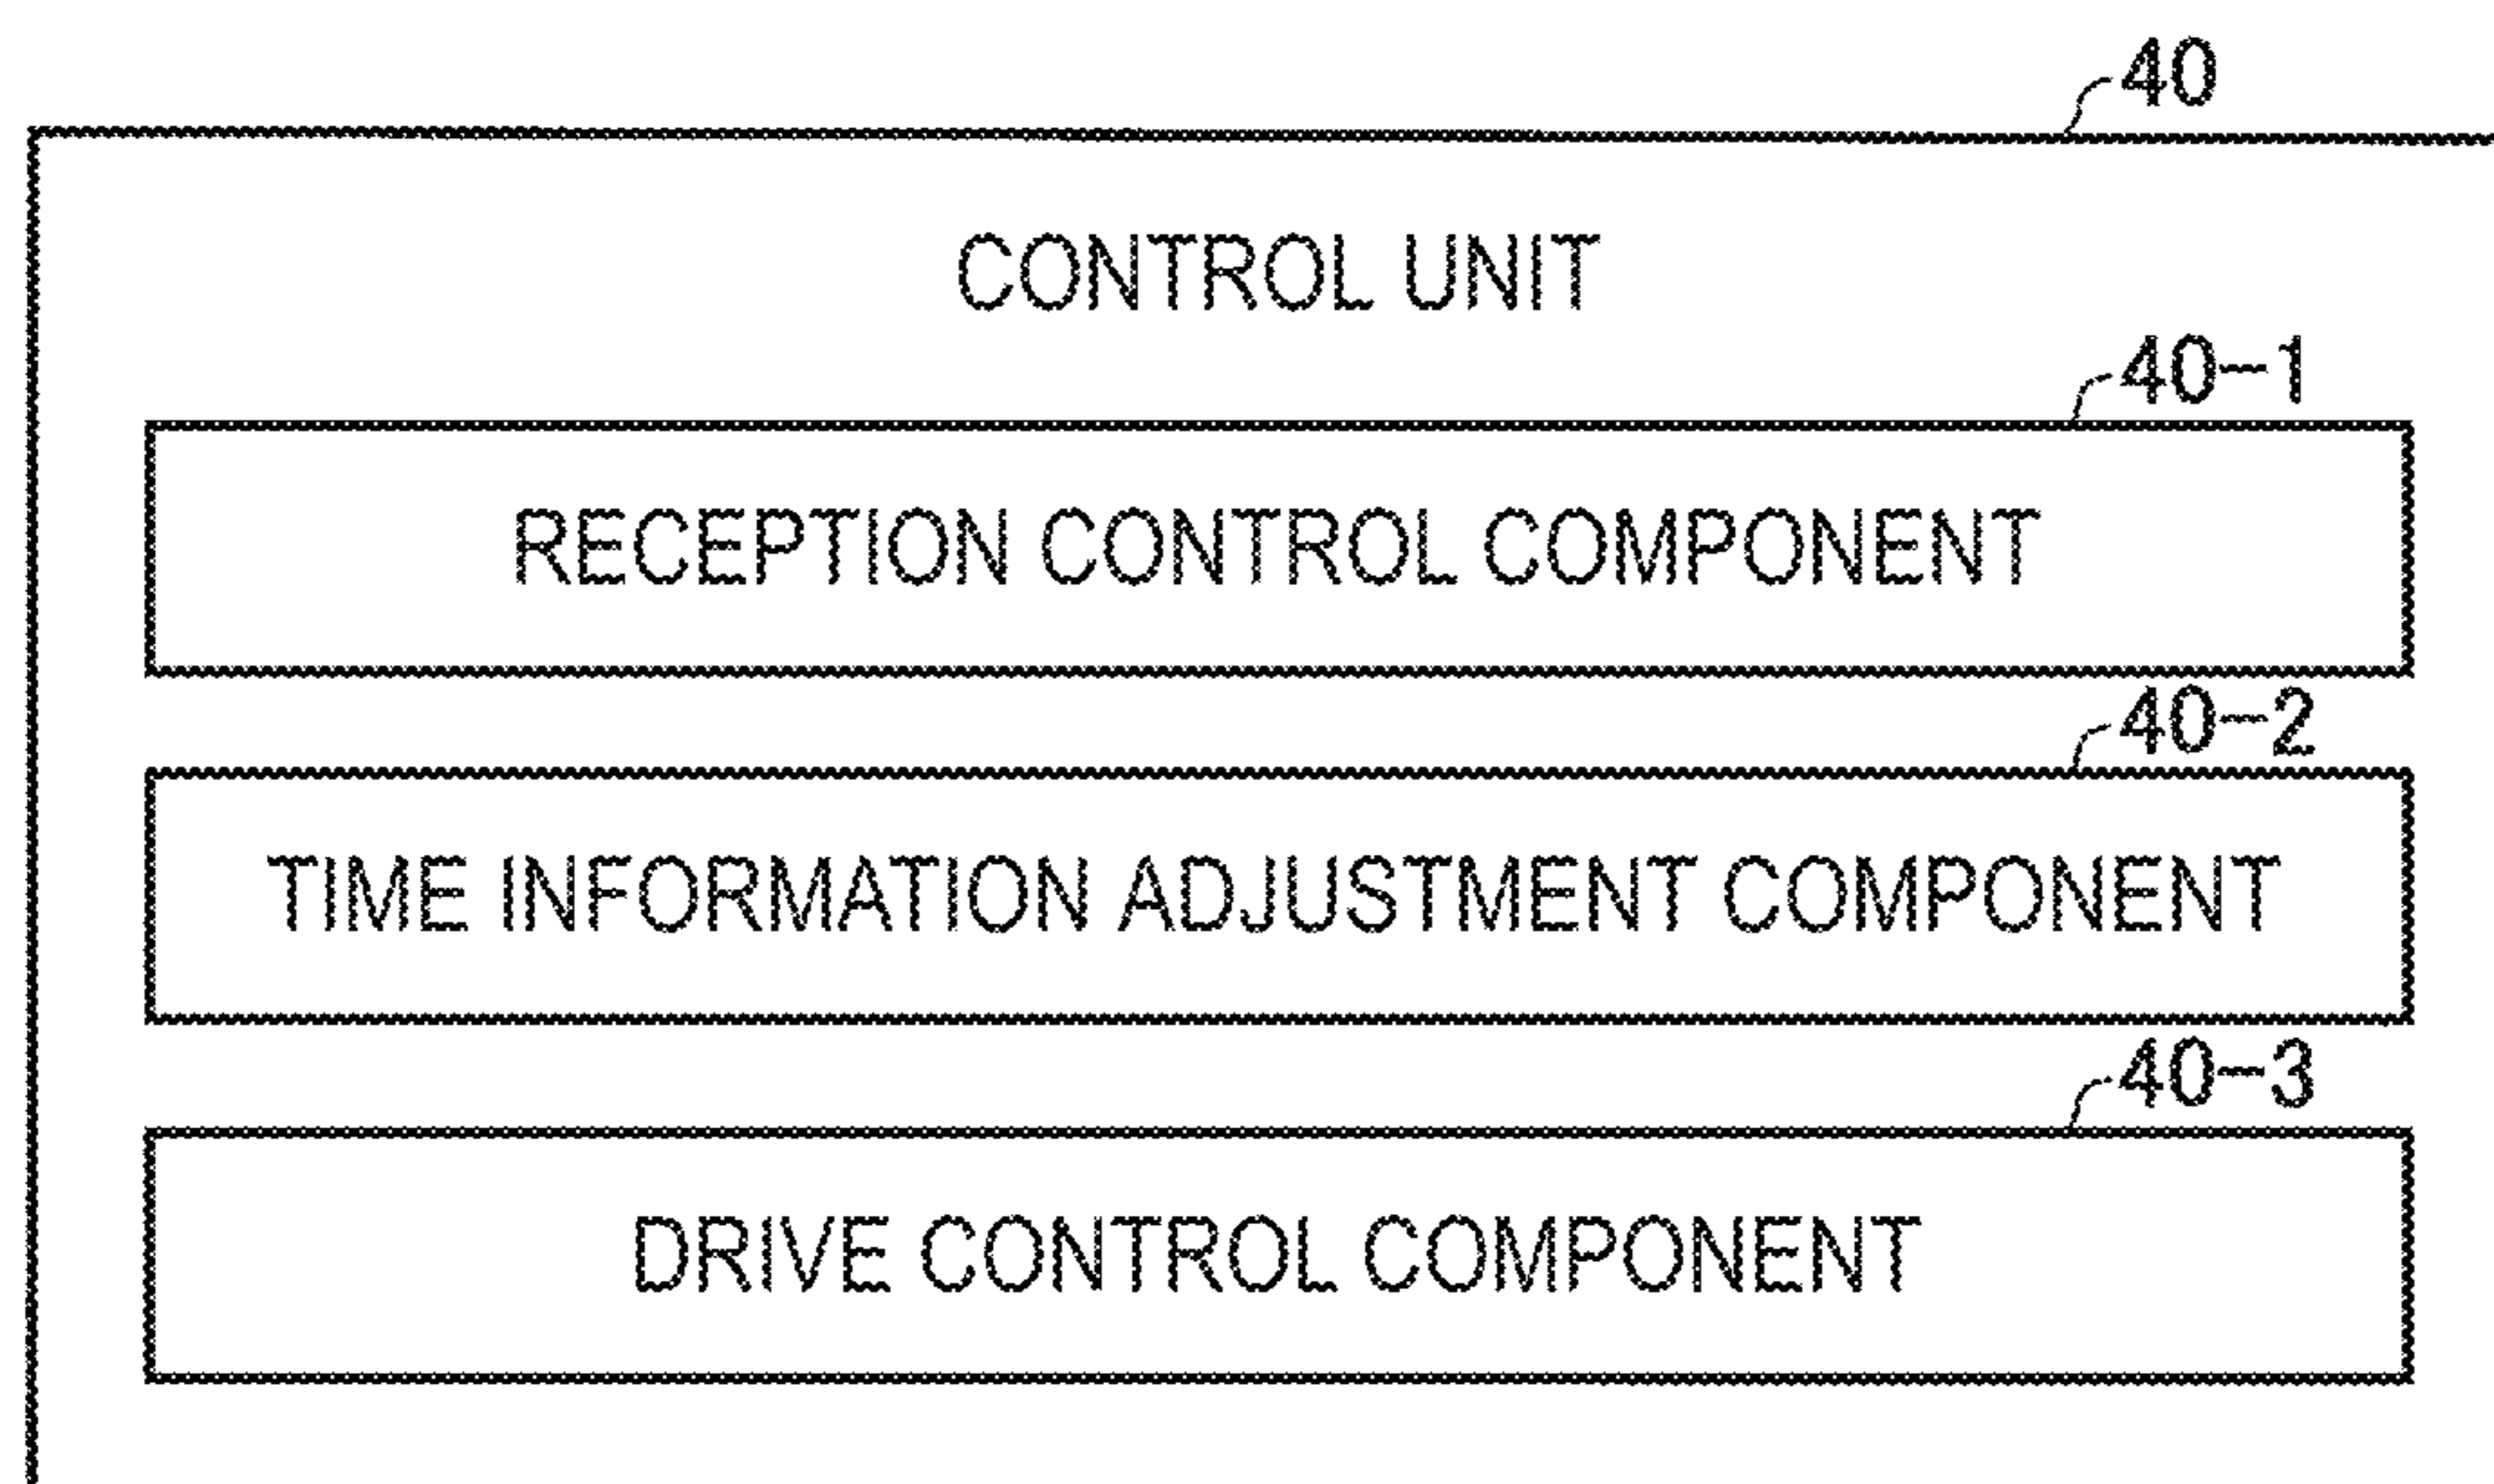 40
CONTROL UNIT
40-1
RECEPTION CONTROL COMPONENT
40-2
TIME INFORMATION ADJUSTMENT COMPONENT
40-3
DRIVE CONTROL COMPONENT